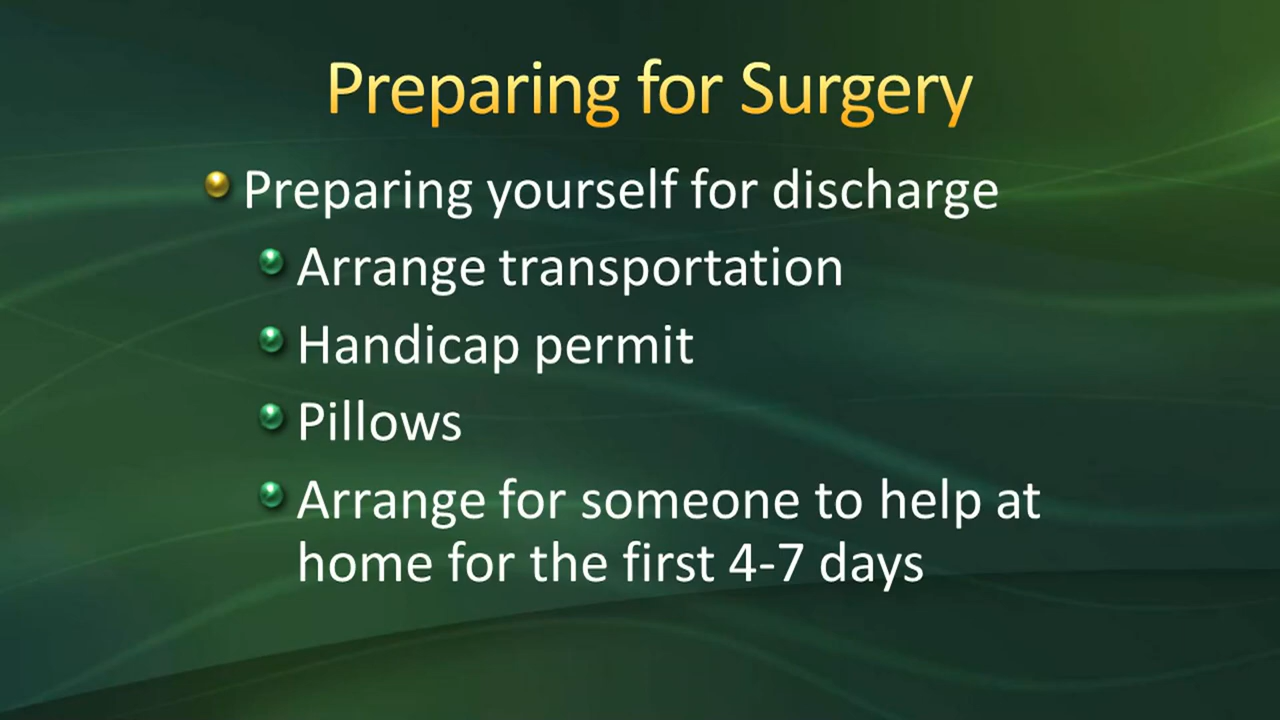 Preparing for Surgery
Preparing yourself for discharge
Arrange transportation
Handicap permit
Pillows
Arrange for someone to help at
home for the first 4-7 days